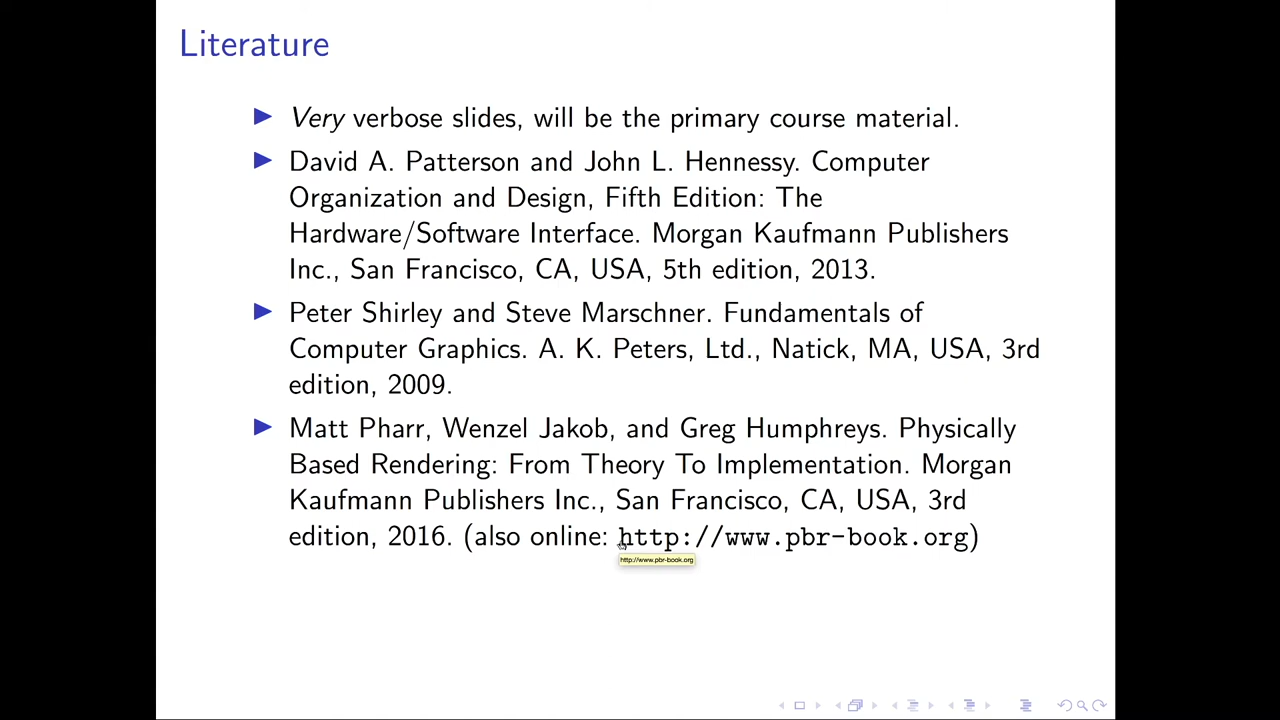 Literature
Very verbose slides, will be the primary course material.
David A. Patterson and John L. Hennessy. Computer
Organization and Design, Fifth Edition: The
Hardware/Software Interface. Morgan Kaufmann Publishers
Inc., San Francisco, CA, USA, 5th edition, 2013.
Peter Shirley and Steve Marschner. Fundamentals of
Computer Graphics. A. K. Peters, Ltd., Natick, MA, USA, 3rd
edition, 2009.
Matt Pharr, Wenzel Jakob, and Greg Humphreys. Physically
Based Rendering: From Theory To Implementation. Morgan
Kaufmann Publishers Inc., San Francisco, CA, USA, 3rd
edition, 2016. (also online: http://www.pbr-book.org)
http://www.pbr-book.org